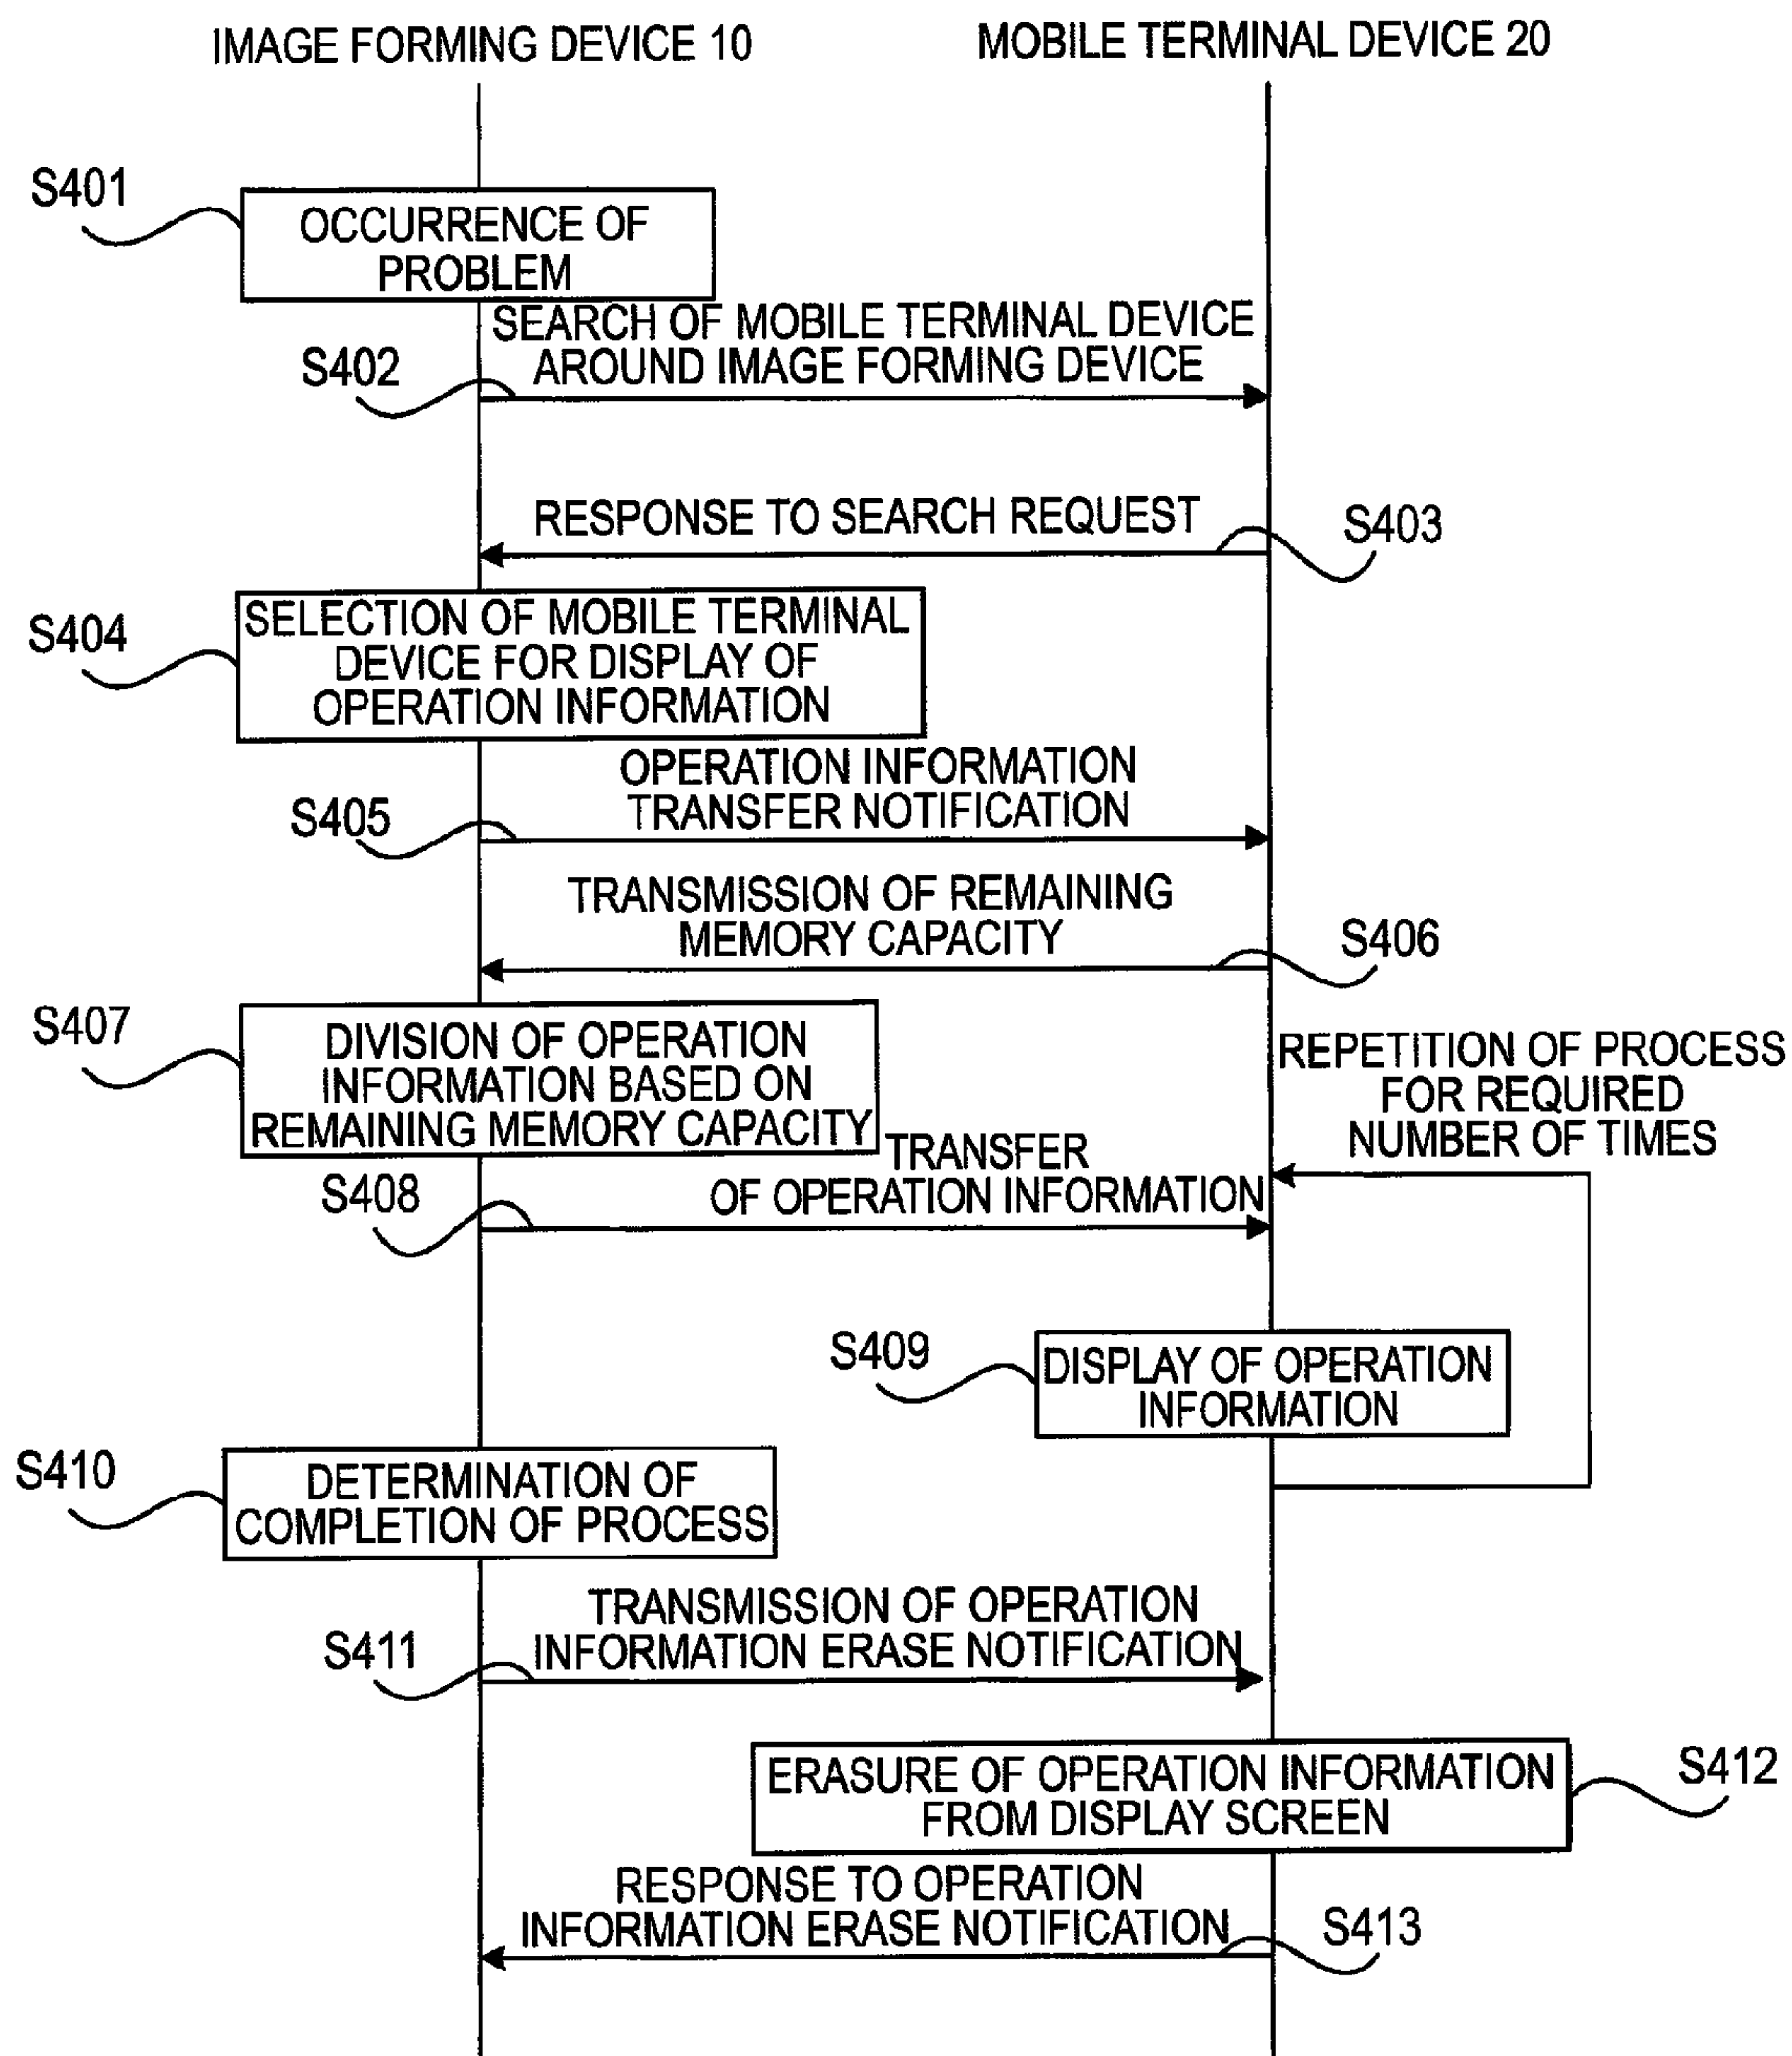 IMAGE FORMING DEVICE 10
MOBILE TERMINAL DEVICE 20
S401
OCCURRENCE OF
PROBLEM
SEARCH OF MOBILE TERMINAL DEVICE
AROUND IMAGE FORMING DEVICE
S402
RESPONSE TO SEARCH REQUEST
S403
S404
SELECTION OF MOBILE TERMINAL
DEVICE FOR DISPLAY OF
OPERATION INFORMATION
OPERATION INFORMATION
TRANSFER NOTIFICATION
S405
TRANSMISSION OF REMAINING
MEMORY CAPACITY
S406
S407
DIVISION OF OPERATION
INFORMATION BASED ON
REMAINING MEMORY CAPACITY
REPETITION OF PROCESS
FOR REQUIRED
NUMBER OF TIMES
TRANSFER
OF OPERATION INFORMATION
S408
S409
DISPLAY OF OPERATION
INFORMATION
S410
DETERMINATION OF
COMPLETION OF PROCESS
TRANSMISSION OF OPERATION
INFORMATION ERASE NOTIFICATION
S411
ERASURE OF OPERATION INFORMATION
FROM DISPLAY SCREEN
S412
RESPONSE TO OPERATION
INFORMATION ERASE NOTIFICATION
S413